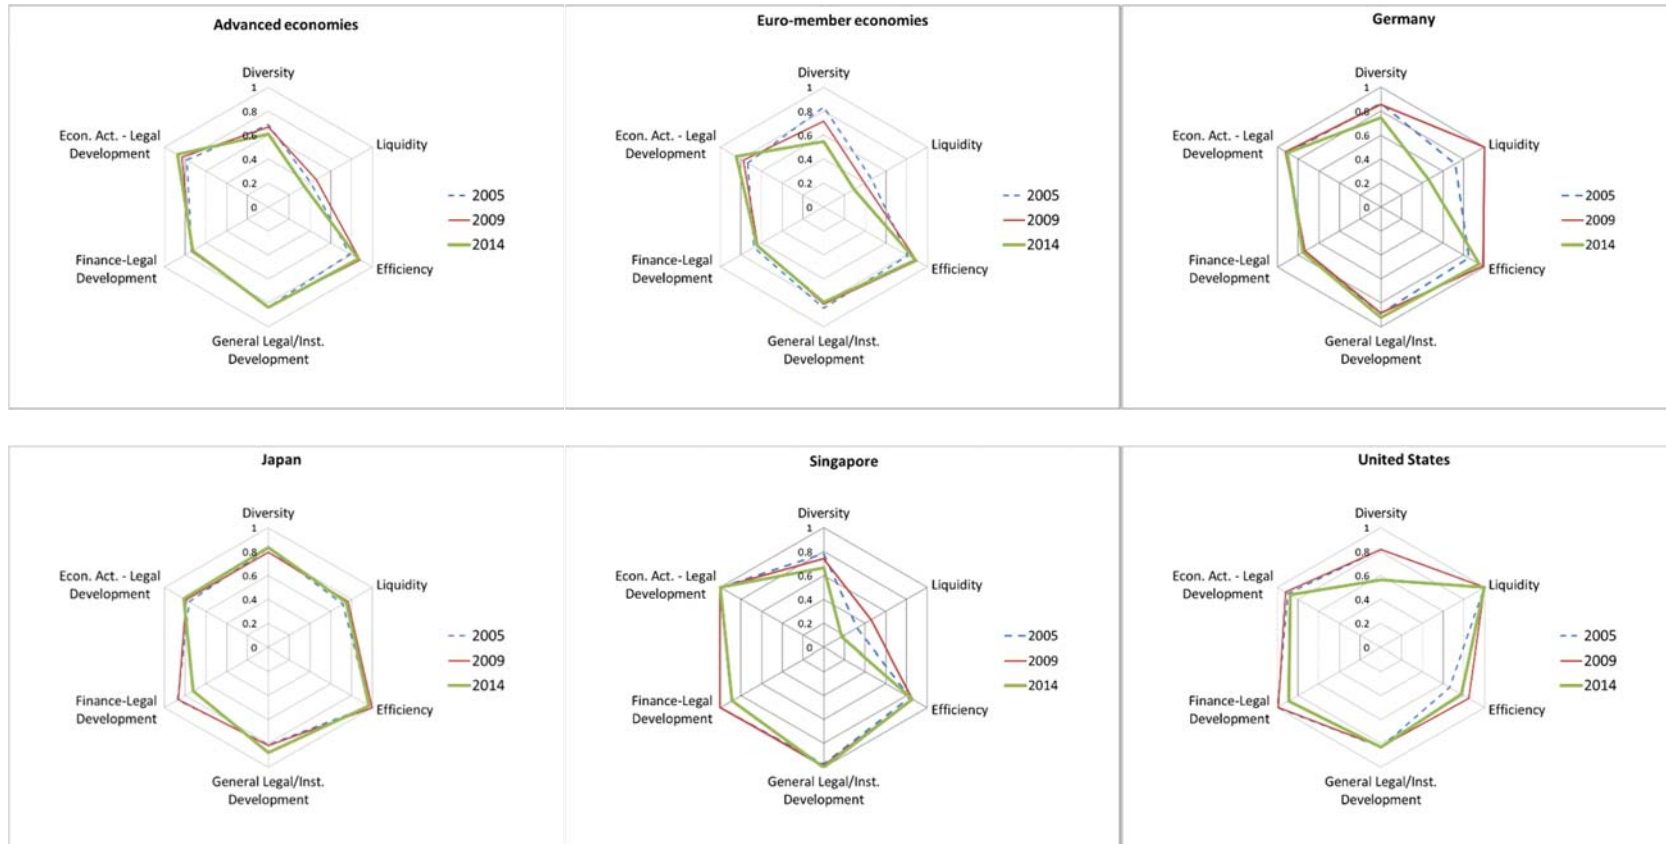 Advanced economies
Diversity
1
0.8
0.6
0.4
0.2
0
Econ. Act. - Legal
Development
Liquidity
Finance-Legal
Development
Efficiency
General Legal/Inst.
Development
2005
2009
2014
Euro-member economies
Diversity
1
0.8
0.6
0.4
0.2
0
Econ. Act. - Legal
Development
Liquidity
Finance-Legal
Development
Efficiency
General Legal/Inst.
Development
2005
2009
2014
Germany
Diversity
1
0.8
0.6
0.4
0.2
0
Econ. Act. - Legal
Development
Liquidity
Finance-Legal
Development
Efficiency
General Legal/Inst.
Development
2005
2009
2014
Japan
Diversity
1
0.8
0.6
0.4
0.2
0
Econ. Act. - Legal
Development
Liquidity
Finance-Legal
Development
Efficiency
General Legal/Inst.
Development
2005
2009
2014
Singapore
Diversity
1
0.8
0.6
0.4
0.2
0
Econ. Act. - Legal
Development
Liquidity
Finance-Legal
Development
Efficiency
General Legal/Inst.
Development
2005
2009
2014
United States
Diversity
1
0.8
0.6
0.4
0.2
0
Econ. Act. - Legal
Development
Liquidity
Finance-Legal
Development
Efficiency
General Legal/Inst.
Development
2005
2009
2014